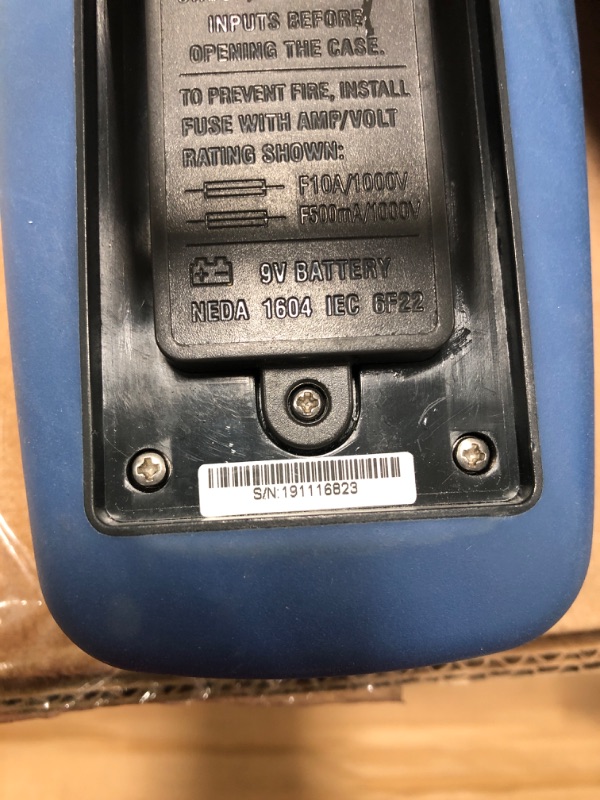 INPUTS BEFORE
OPENING THE CASE.
TO PREVENT FIRE, INSTALL
FUSE WITH AMP/VOLT
RATING SHOWN:
F10A/1000V
F500mA/1000V
9V BATTERY
NEDA 1604 IEC 6F22
S/N:191116823